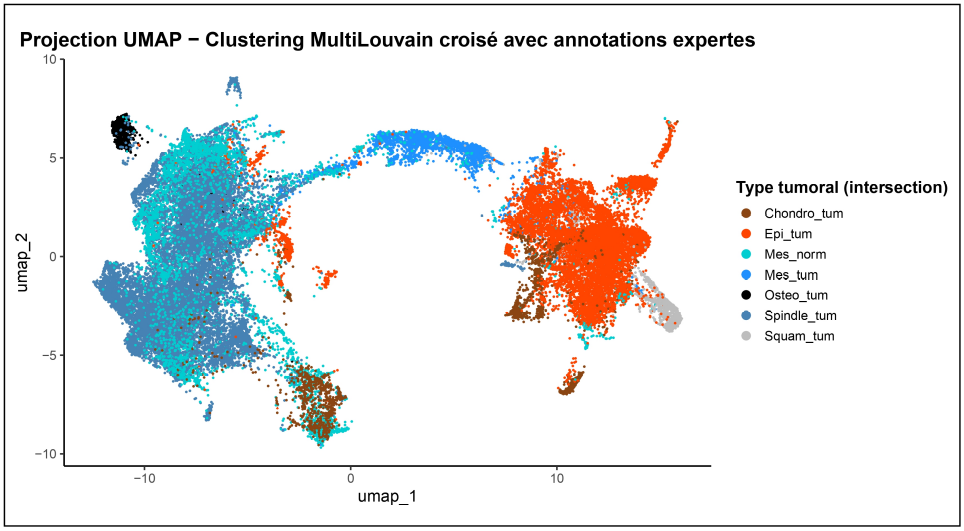 Projection UMAP − Clustering MultiLouvain croisé avec annotations expertes
10
5
0
−5
−10
umap_2
−10
0
10
umap_1
Type tumoral (intersection)
Chondro_tum
Epi_tum
Mes_norm
Mes_tum
Osteo_tum
Spindle_tum
Squam_tum